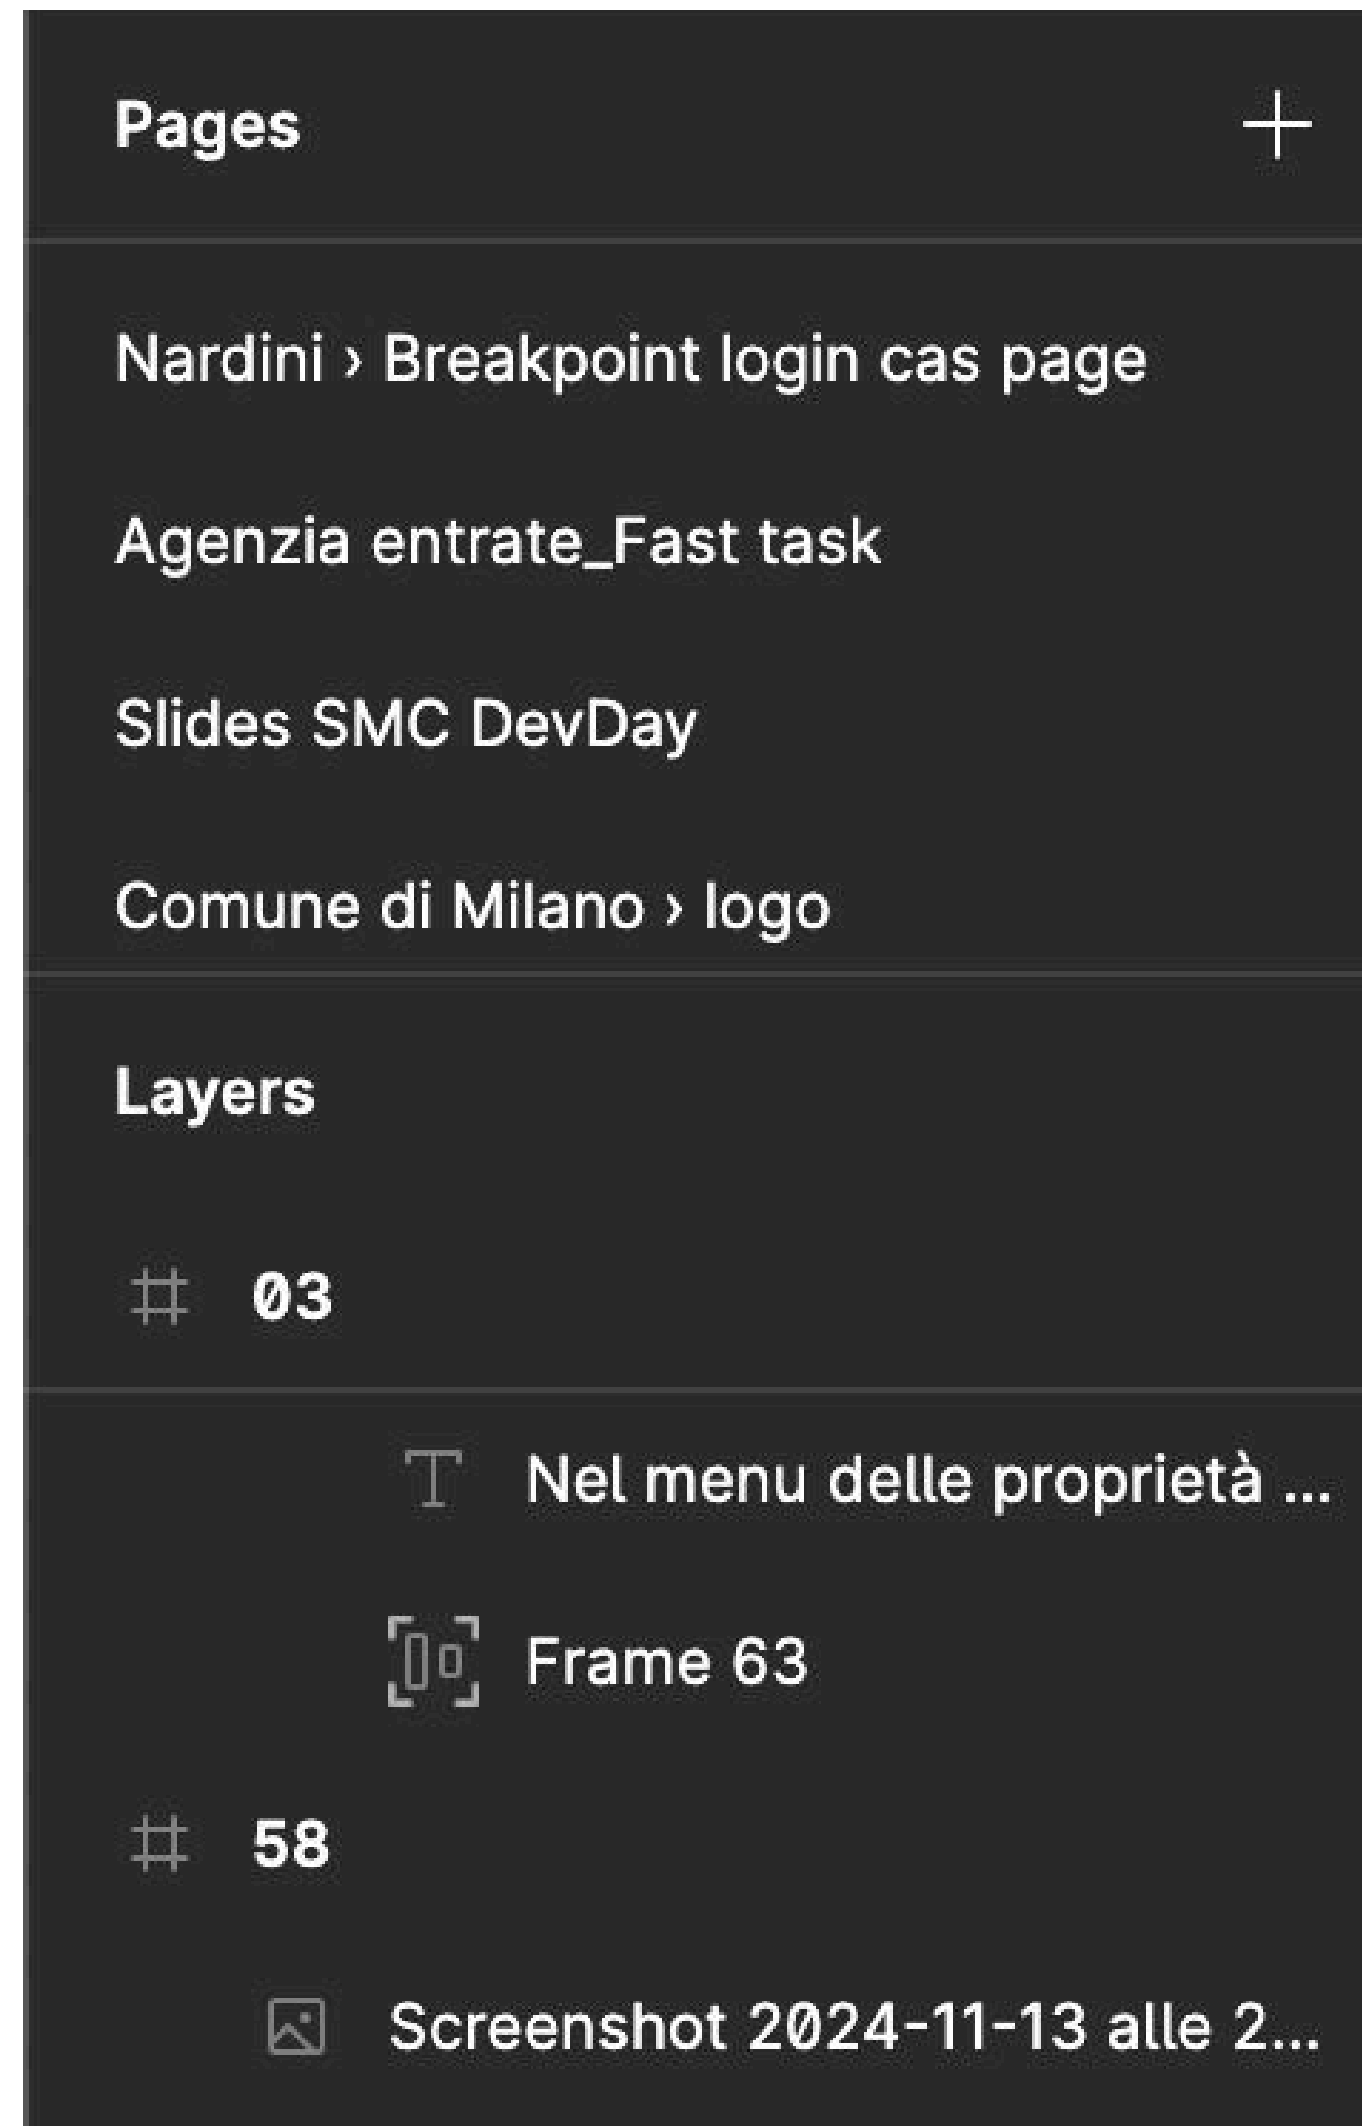 Pages
Nardini › Breakpoint login cas page
Agenzia entrate_Fast task
Slides SMC DevDay
Comune di Milano › logo
Layers
03
Nel menu delle proprietà ...
Frame 63
58
Screenshot 2024-11-13 alle 2...